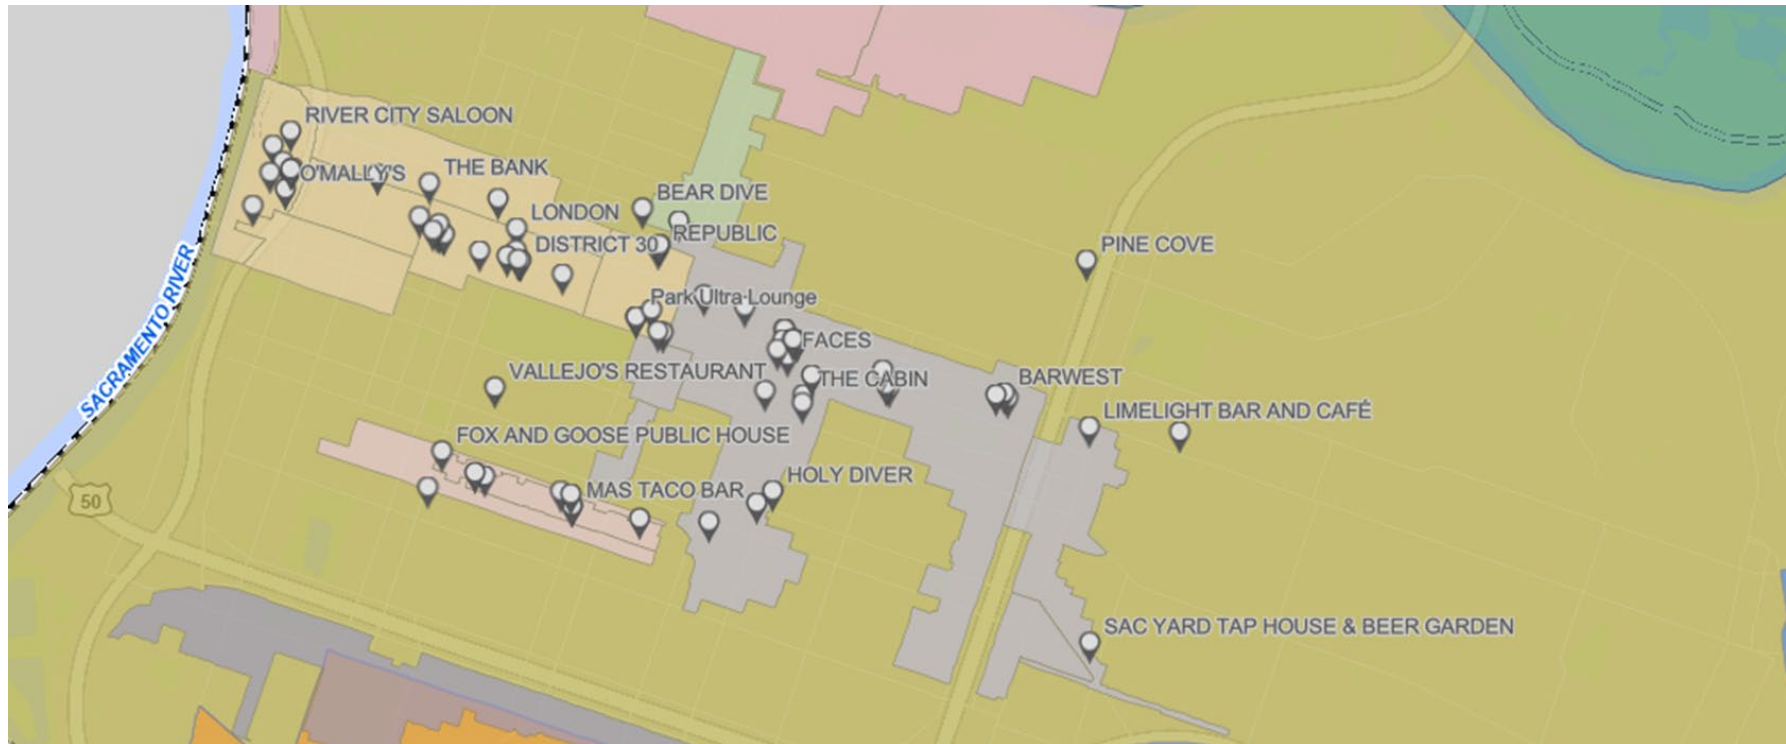 RIVER CITY SALOON
O'MALLY'S
THE BANK
BEAR DIVE
LONDON
REPUBLIC
DISTRICT 30
PINE COVE
Park Ultra Lounge
FACES
VALLEJO'S RESTAURANT
THE CABIN
BARWEST
LIMELIGHT BAR AND CAFÉ
SACRAMENTO RIVER
FOX AND GOOSE PUBLIC HOUSE
HOLY DIVER
MAS TACO BAR
50
SAC YARD TAP HOUSE & BEER GARDEN